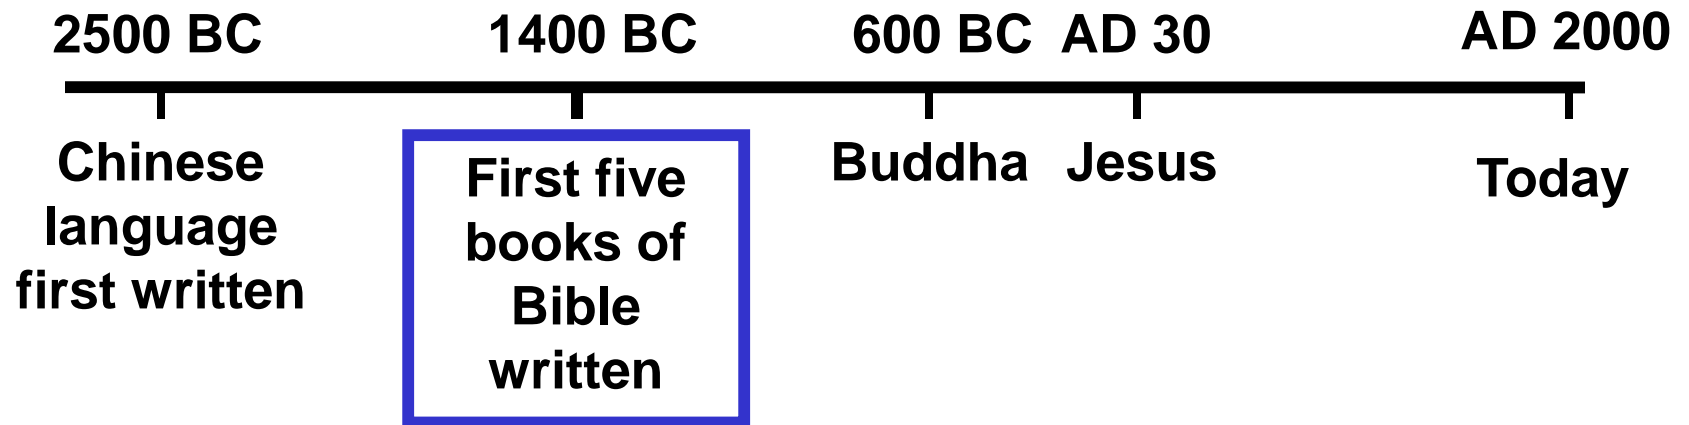 2500 BC 1400 BC 600 BC AD 30 AD 2000
Chinese
language
first written
First five
books of
Bible
written
Buddha
Jesus
Today